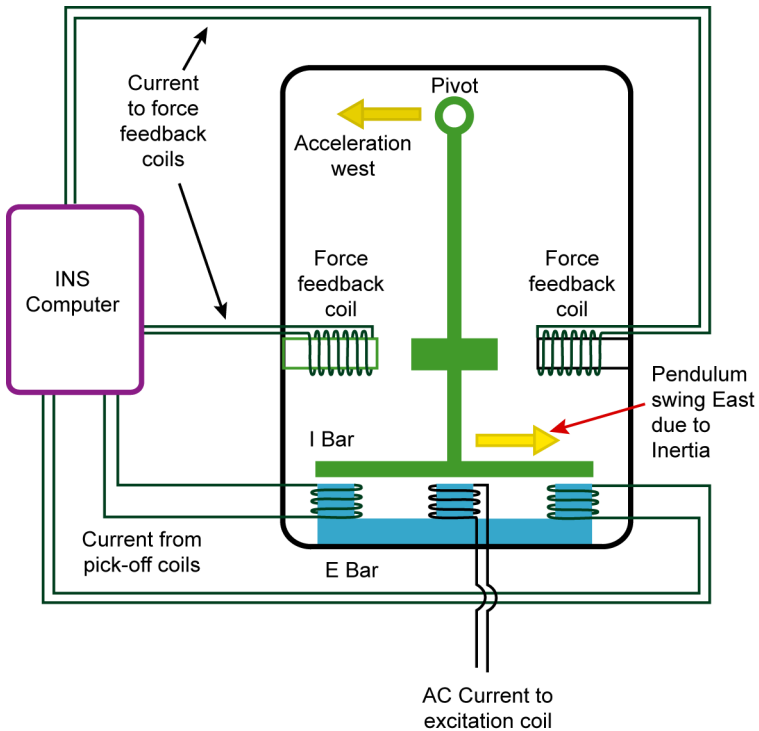 Current
to force
feedback
coils
Pivot
Acceleration
west
INS
Computer
Force
feedback
coil
Force
feedback
coil
Pendulum
swing East
due to
Inertia
I Bar
Current from
pick-off coils
E Bar
AC Current to
excitation coil